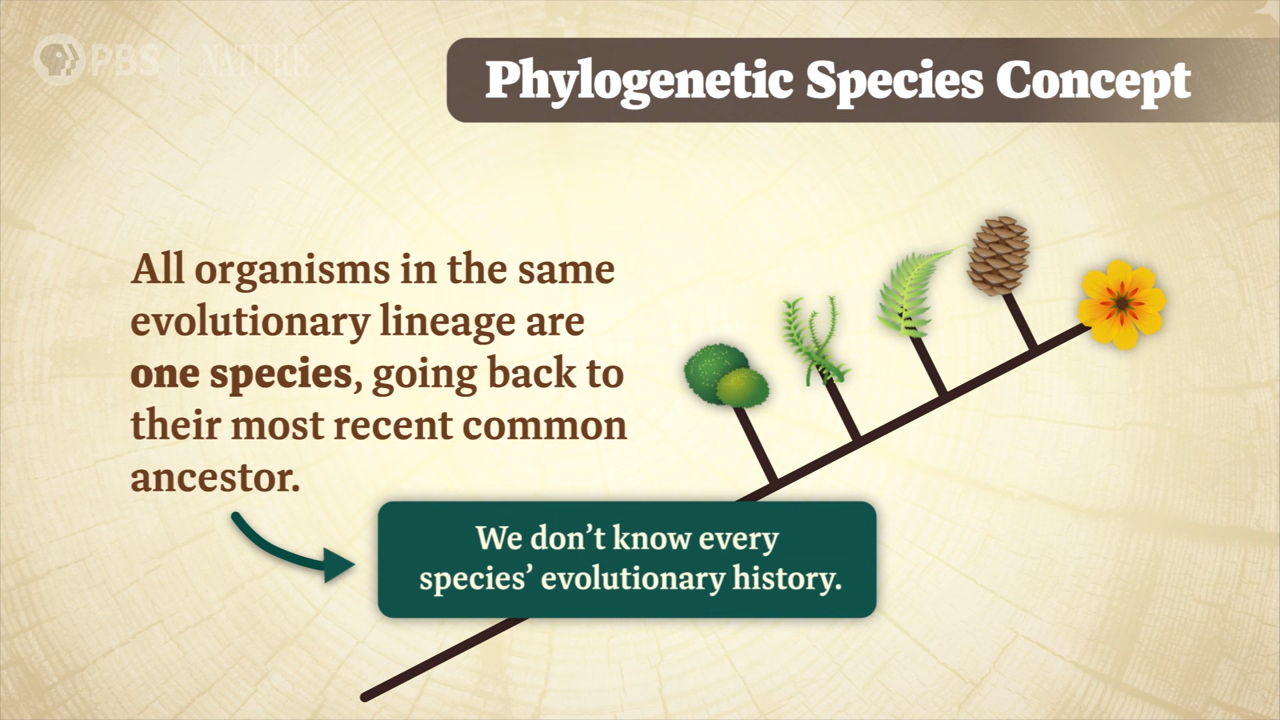 PBS | NATURE
Phylogenetic Species Concept
All organisms in the same
evolutionary lineage are
one species, going back to
their most recent common
ancestor.
We don’t know every
species’ evolutionary history.